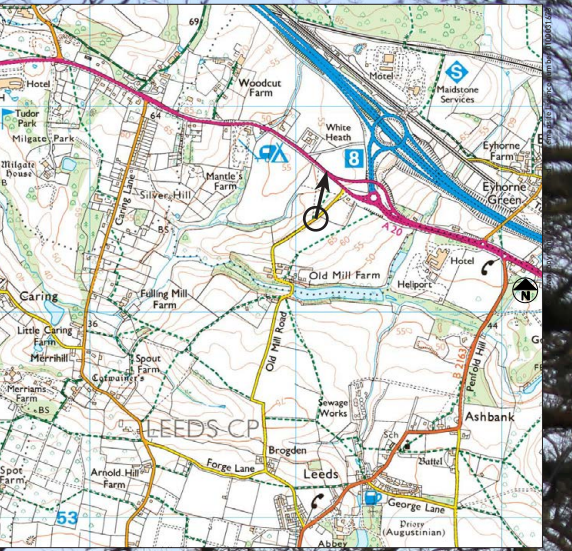 69
Motel
S
Maidstone
Services
Woodcut
Farm
Hotel
Tudor
Park
64
White
Heath
8
Eyhorne
Farm
Milgate Park
Milgate
House
Mantle's
Farm
Silver Hill
Caring Lane
BS
Eyhorne
Green
A 20
Hotel
Heliport
Old Mill Farm
N
Fulling Mill
Farm
Caring
Little Caring
Farm
36
44
Merrihill
Old Mill Road
Penfold Hill
B 2163
Spout
Farm
Cotwainer's
Merriams
Farm
BS
Sewage
Works
Ashbank
LEEDS CP
Sch
Battel
Brogden
Forge Lane
Leeds
Spot
Farm
Arnold Hill
Farm
George Lane
53
Priory
(Augustinian)
Abbey